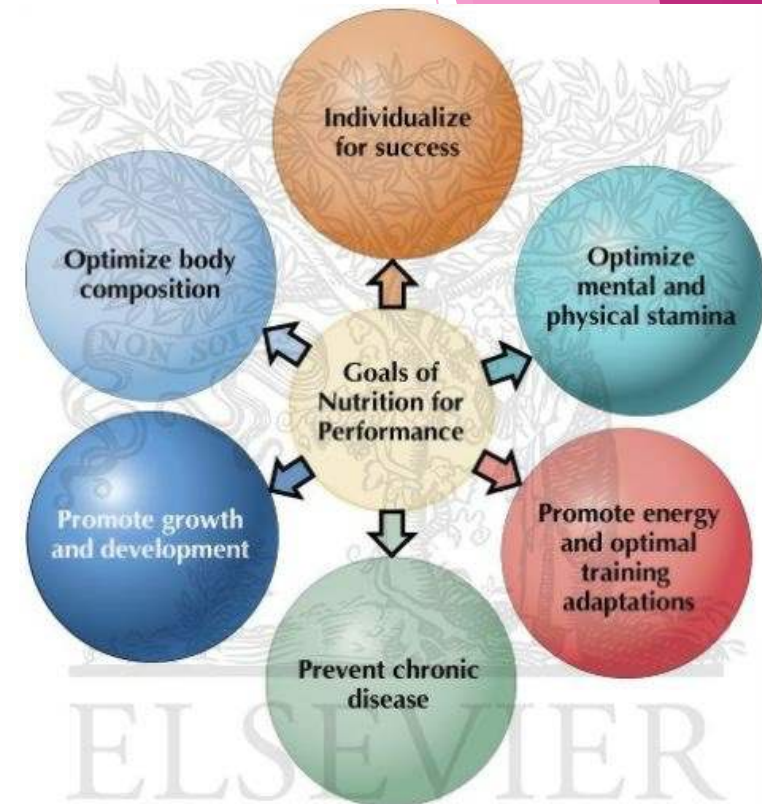 Individualize
for success
Optimize
mental and
physical stamina
Promote energy
and optimal
training
adaptations
Prevent chronic
disease
Promote growth
and development
Optimize body
composition
Goals of
Nutrition for
Performance
NON SOL
ELSEVIER